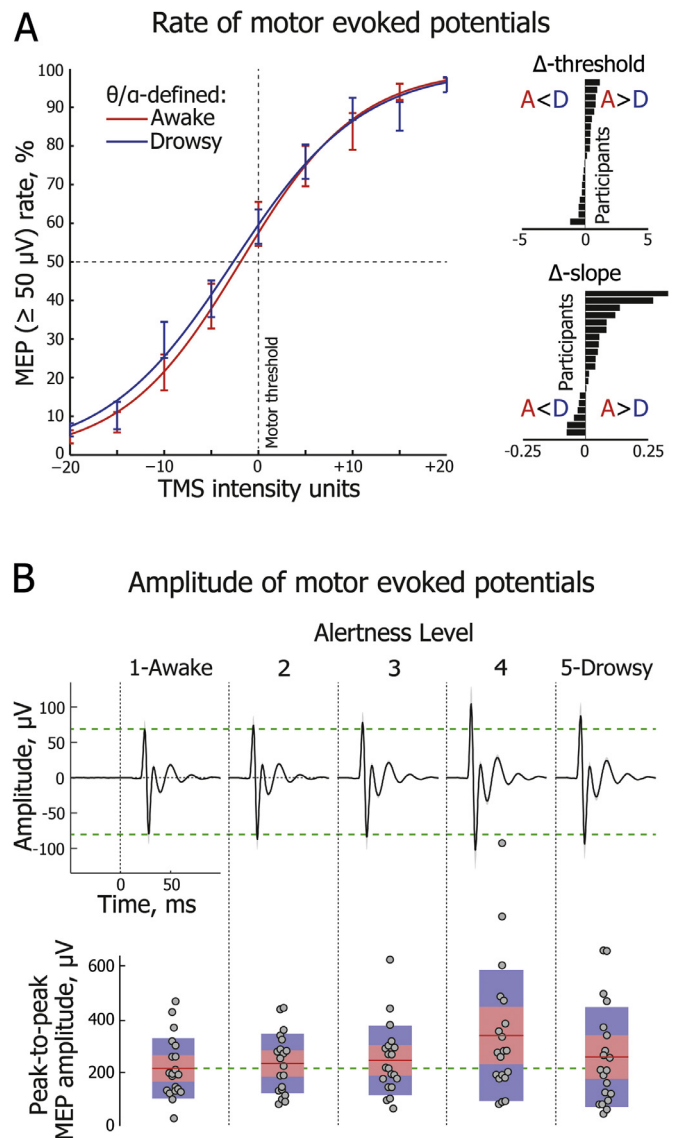 A
Rate of motor evoked potentials
MEP (≥ 50 µV) rate, %
100
90
80
70
60
50
40
30
20
10
0
θ/α-defined:
Awake
Drowsy
Motor threshold
−20
−10
0
+10
+20
TMS intensity units
Δ-threshold
A<D
A>D
Participants
-5
0
5
Δ-slope
Participants
A<D
A>D
-0.25
0
0.25
B
Amplitude of motor evoked potentials
Alertness Level
1-Awake
2
3
4
5-Drowsy
Amplitude, µV
100
50
0
-50
-100
0
50
Time, ms
Peak-to-peak
MEP amplitude, µV
600
400
200
0